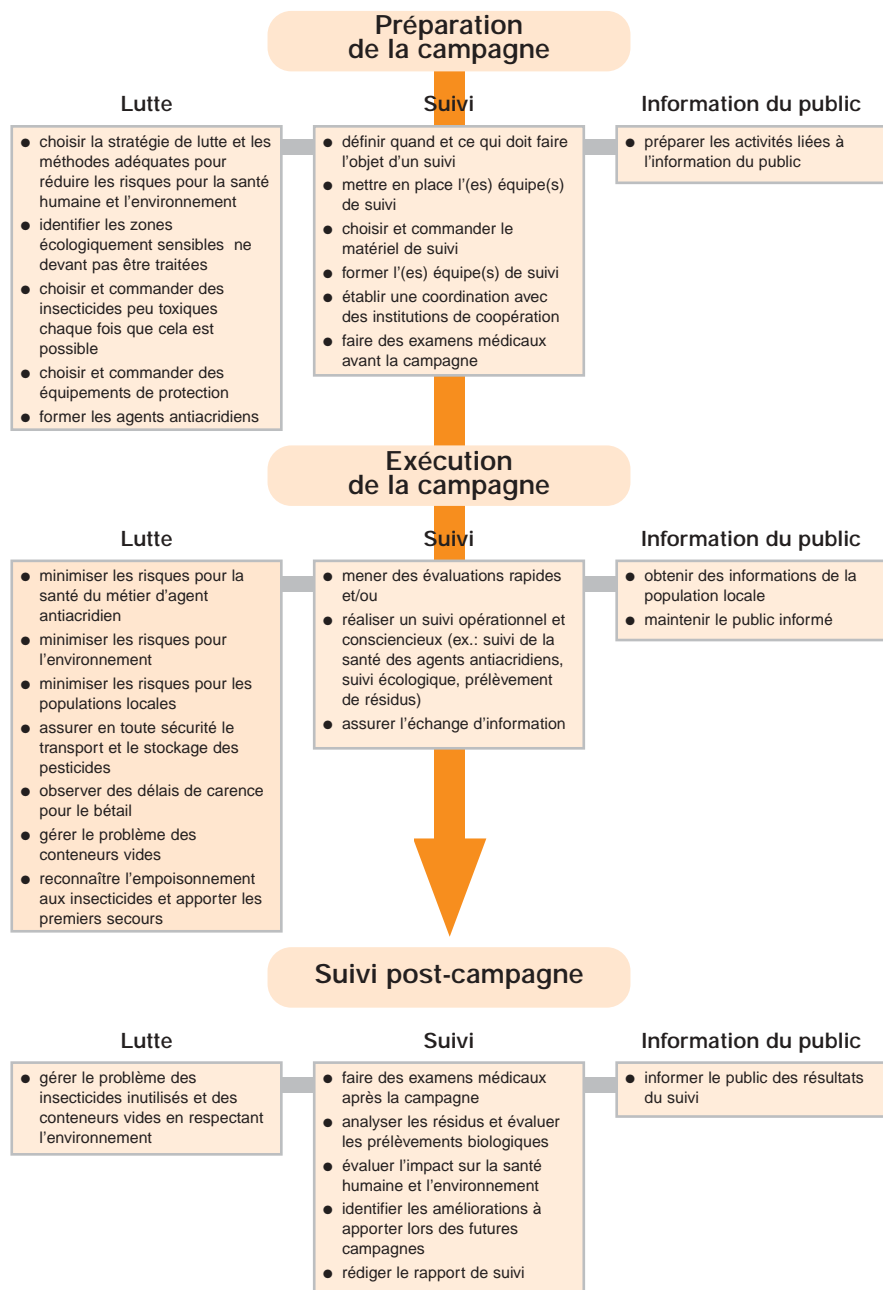 Préparation
de la campagne
Lutte
● choisir la stratégie de lutte et les
méthodes adéquates pour
réduire les risques pour la santé
humaine et l'environnement
● identifier les zones
écologiquement sensibles ne
devant pas être traitées
● choisir et commander des
insecticides peu toxiques
chaque fois que cela est
possible
● choisir et commander des
équipements de protection
● former les agents antiacridiens
Suivi
● définir quand et ce qui doit faire
l'objet d'un suivi
● mettre en place l'(es) équipe(s)
de suivi
● choisir et commander le
matériel de suivi
● former l'(es) équipe(s) de suivi
● établir une coordination avec
des institutions de coopération
● faire des examens médicaux
avant la campagne
Information du public
● préparer les activités liées à
l'information du public
Exécution
de la campagne
Lutte
● minimiser les risques pour la
santé du métier d'agent
antiacridien
● minimiser les risques pour
l'environnement
● minimiser les risques pour les
populations locales
● assurer en toute sécurité le
transport et le stockage des
pesticides
● observer des délais de carence
pour le bétail
● gérer le problème des
conteneurs vides
● reconnaître l'empoisonnement
aux insecticides et apporter les
premiers secours
Suivi
● mener des évaluations rapides
et/ou
● réaliser un suivi opérationnel et
consciencieux (ex.: suivi de la
santé des agents antiacridiens,
suivi écologique, prélèvement
de résidus)
● assurer l'échange d'information
Information du public
● obtenir des informations de la
population locale
● maintenir le public informé
Suivi post-campagne
Lutte
● gérer le problème des
insecticides inutilisés et des
conteneurs vides en respectant
l'environnement
Suivi
● faire des examens médicaux
après la campagne
● analyser les résidus et évaluer
les prélèvements biologiques
● évaluer l'impact sur la santé
humaine et l'environnement
● identifier les améliorations à
apporter lors des futures
campagnes
● rédiger le rapport de suivi
Information du public
● informer le public des résultats
du suivi